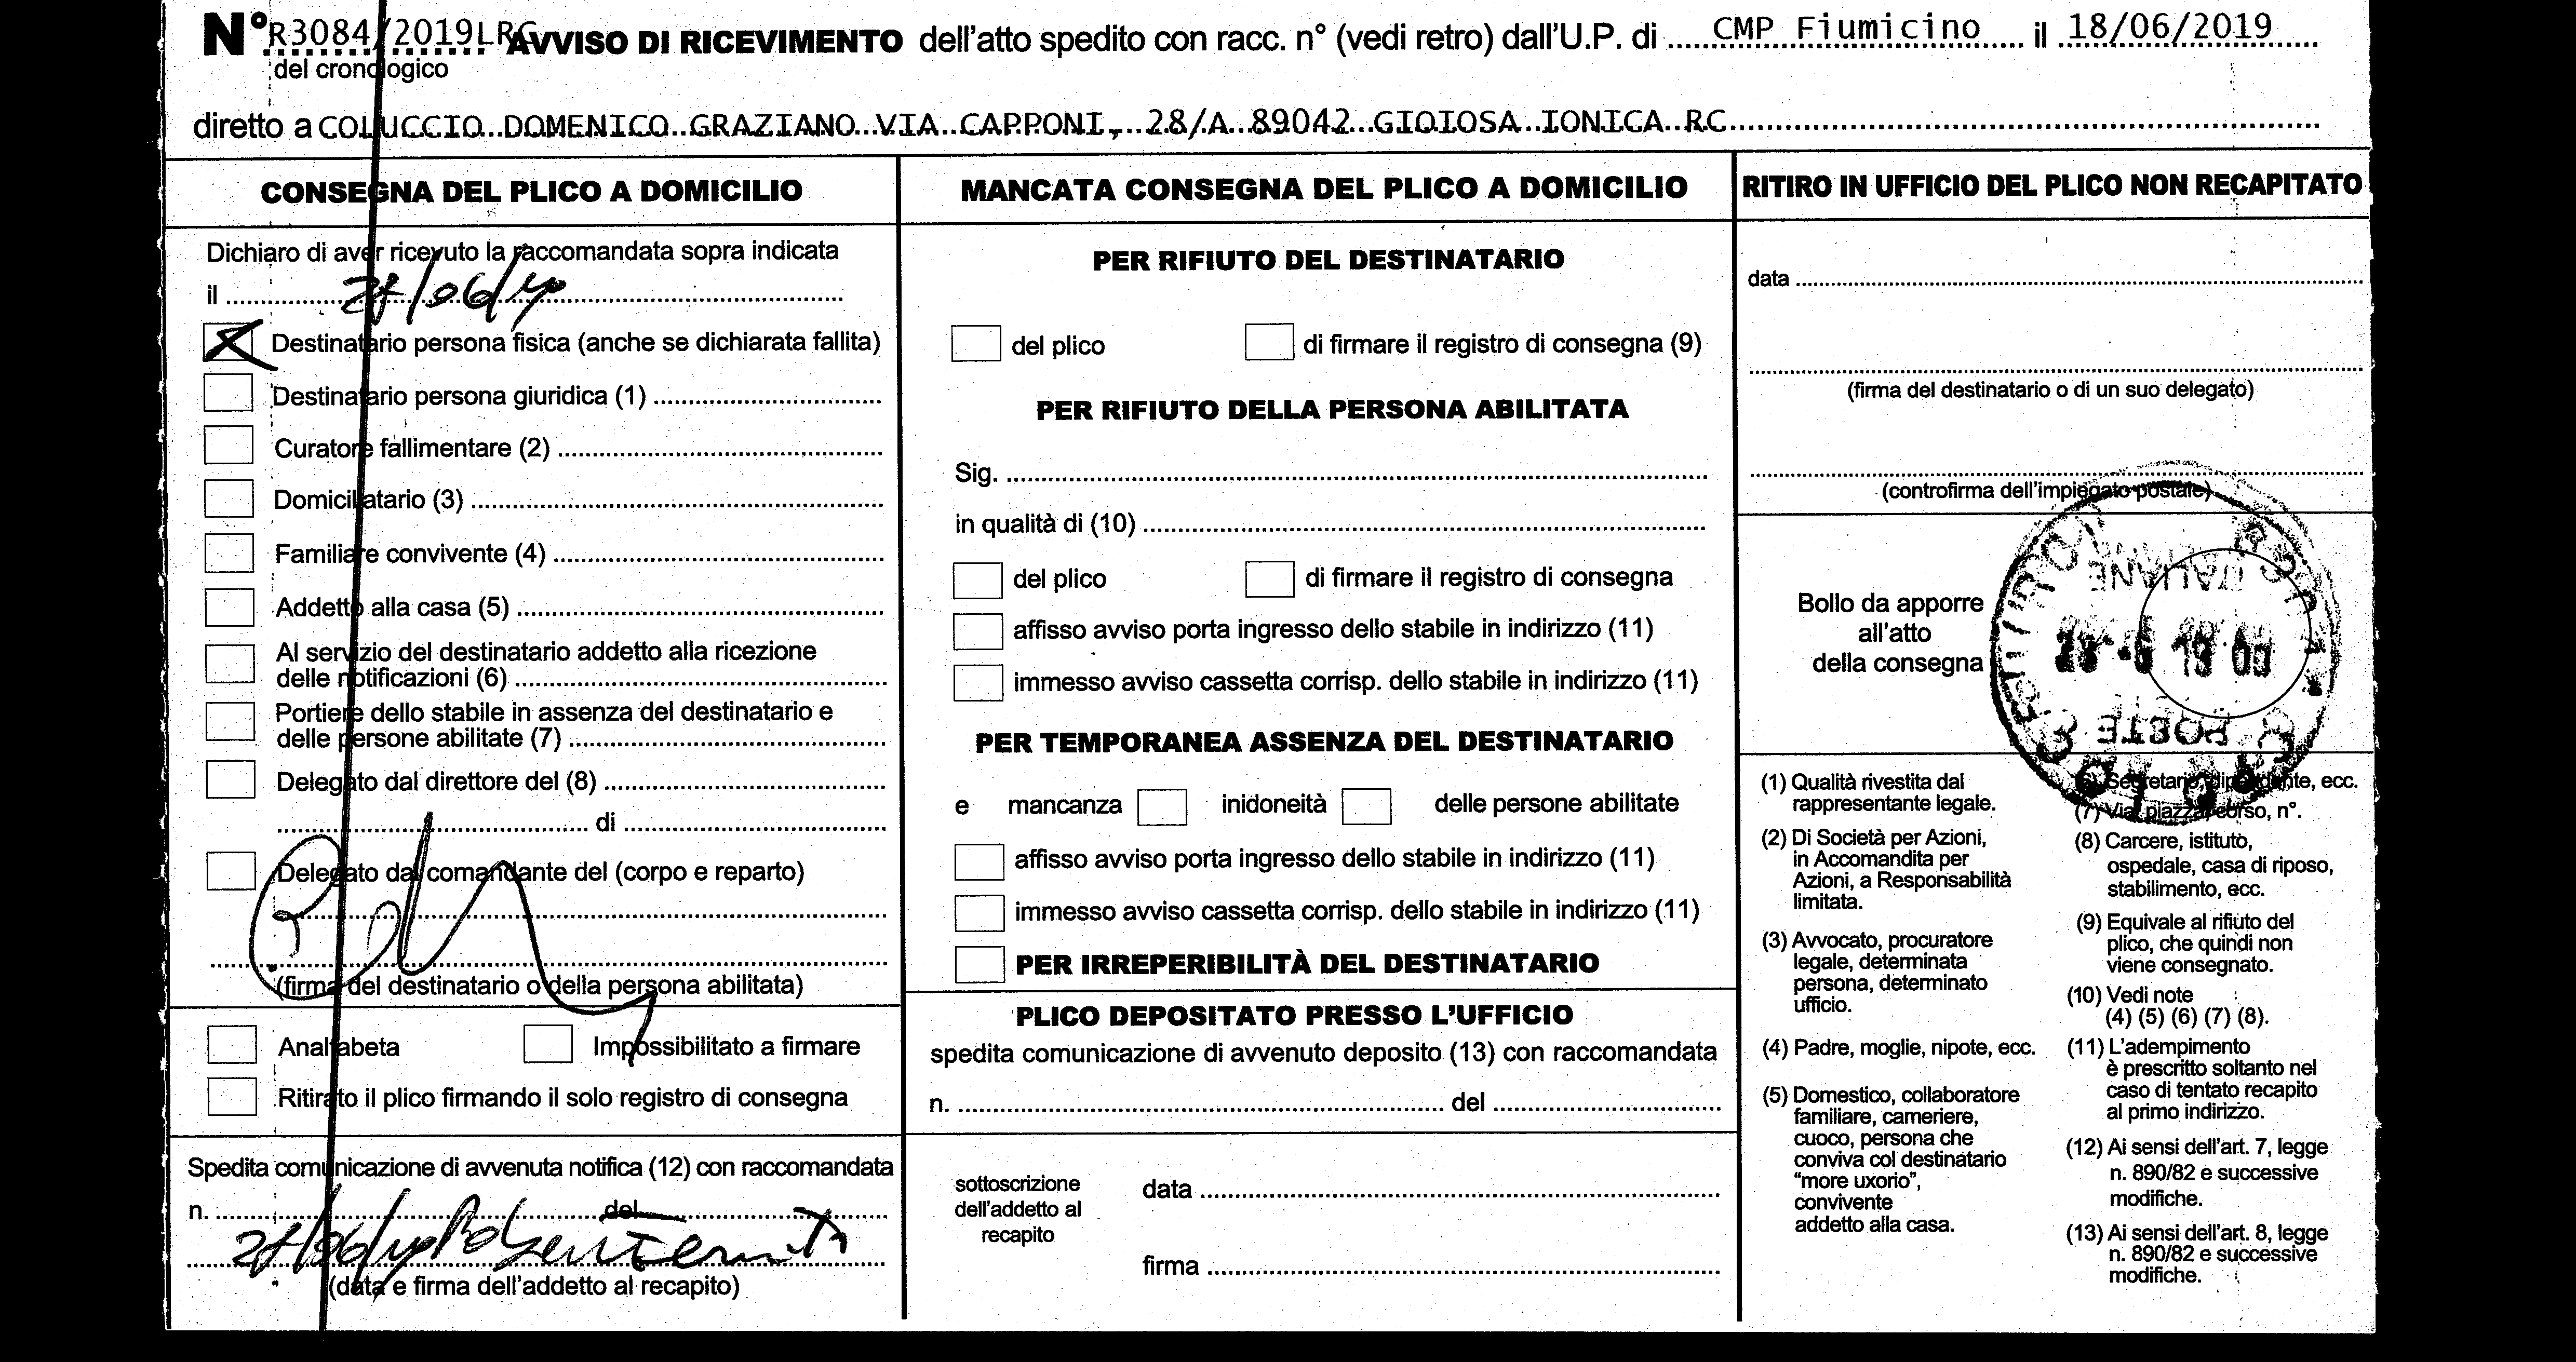 N° R3084/2019LRG AVVISO DI RICEVIMENTO dell'atto spedito con racc. n° (vedi retro) dall'U.P. di CMP Fiumicino il 18/06/2019
del cronologico
diretto a COLUCCIO DOMENICO GRAZIANO VIA CAPPONI, 28/A 89042 GIOIOSA IONICA RC
CONSEGNA DEL PLICO A DOMICILIO
Dichiaro di aver ricevuto la raccomandata sopra indicata
il
Destinatario persona fisica (anche se dichiarata fallita)
Destinatario persona giuridica (1)
Curatore fallimentare (2)
Domiciliatario (3)
Familiare convivente (4)
Addetto alla casa (5)
Al servizio del destinatario addetto alla ricezione
delle notificazioni (6)
Portiere dello stabile in assenza del destinatario e
delle persone abilitate (7)
Delegato dal direttore del (8)
di
Delegato dal comandante del (corpo e reparto)
(firma del destinatario o della persona abilitata)
Analfabeta Impossibilitato a firmare
Ritirato il plico firmando il solo registro di consegna
Spedita comunicazione di avvenuta notifica (12) con raccomandata
n. del
(data e firma dell'addetto al recapito)
MANCATA CONSEGNA DEL PLICO A DOMICILIO
PER RIFIUTO DEL DESTINATARIO
del plico di firmare il registro di consegna (9)
PER RIFIUTO DELLA PERSONA ABILITATA
Sig.
in qualità di (10)
del plico di firmare il registro di consegna
affisso avviso porta ingresso dello stabile in indirizzo (11)
immesso avviso cassetta corrisp. dello stabile in indirizzo (11)
PER TEMPORANEA ASSENZA DEL DESTINATARIO
e mancanza inidoneità delle persone abilitate
affisso avviso porta ingresso dello stabile in indirizzo (11)
immesso avviso cassetta corrisp. dello stabile in indirizzo (11)
PER IRREPERIBILITÀ DEL DESTINATARIO
PLICO DEPOSITATO PRESSO L'UFFICIO
spedita comunicazione di avvenuto deposito (13) con raccomandata
n. del
sottoscrizione
dell'addetto al
recapito
data
firma
RITIRO IN UFFICIO DEL PLICO NON RECAPITATO
data
(firma del destinatario o di un suo delegato)
(controfirma dell'impiegato postale)
Bollo da apporre
all'atto
della consegna
POSTE
ITALIANE
(1) Qualità rivestita dal
rappresentante legale.
(2) Di Società per Azioni,
in Accomandita per
Azioni, a Responsabilità
limitata.
(3) Avvocato, procuratore
legale, determinata
persona, determinato
ufficio.
(4) Padre, moglie, nipote, ecc.
(5) Domestico, collaboratore
familiare, cameriere,
cuoco, persona che
conviva col destinatario
"more uxorio",
convivente
addetto alla casa.
(6) Segretario, dipendente, ecc.
(7) Via, piazza, corso, n°.
(8) Carcere, istituto,
ospedale, casa di riposo,
stabilimento, ecc.
(9) Equivale al rifiuto del
plico, che quindi non
viene consegnato.
(10) Vedi note
(4) (5) (6) (7) (8).
(11) L'adempimento
è prescritto soltanto nel
caso di tentato recapito
al primo indirizzo.
(12) Ai sensi dell'art. 7, legge
n. 890/82 e successive
modifiche.
(13) Ai sensi dell'art. 8, legge
n. 890/82 e successive
modifiche.